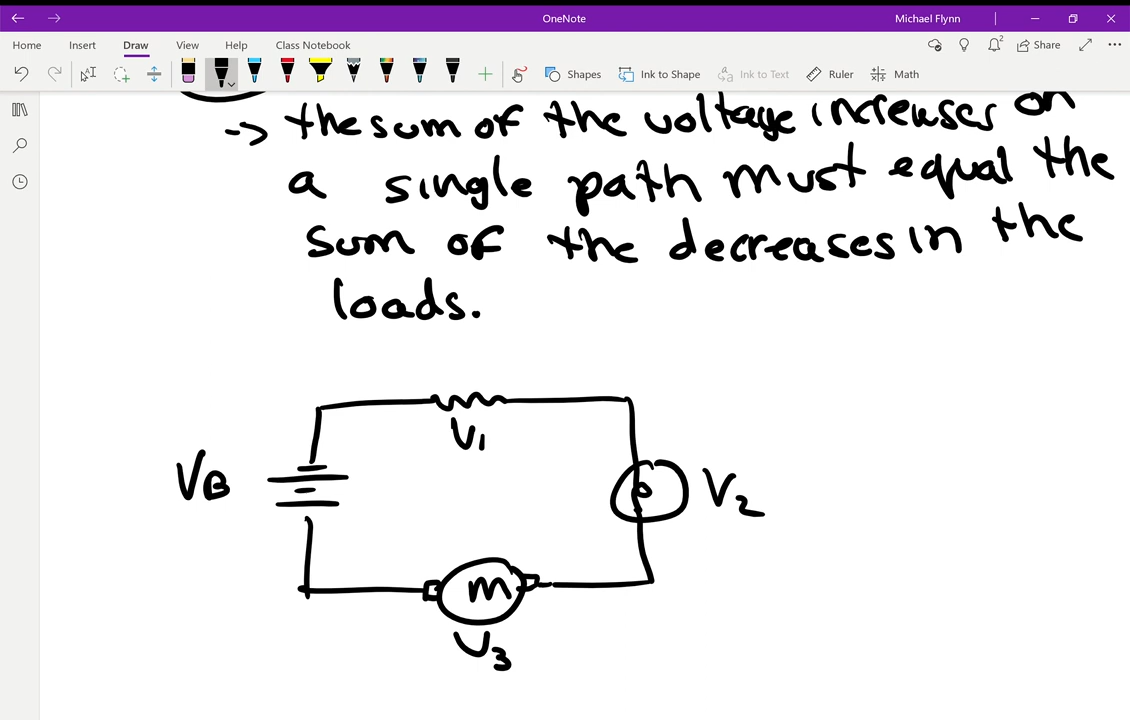 OneNote
Michael Flynn
Home Insert Draw View Help Class Notebook
2 Share
Shapes Ink to Shape Ink to Text Ruler Math
-> the sum of the voltage increases on
a single path must equal the
sum of the decreases in the
loads.
V1
VB
V2
m
V3